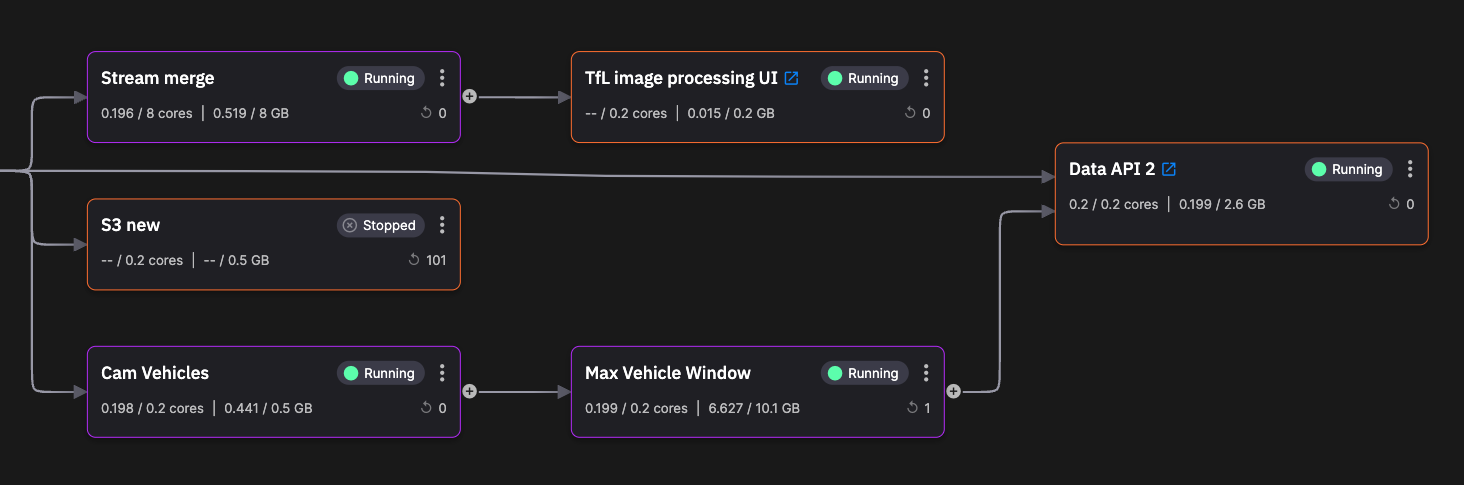 Stream merge Running
0.196 / 8 cores | 0.519 / 8 GB 0
TfL image processing UI Running
-- / 0.2 cores | 0.015 / 0.2 GB 0
Data API 2 Running
0.2 / 0.2 cores | 0.199 / 2.6 GB 0
S3 new Stopped
-- / 0.2 cores | -- / 0.5 GB 101
Cam Vehicles Running
0.198 / 0.2 cores | 0.441 / 0.5 GB 0
Max Vehicle Window Running
0.199 / 0.2 cores | 6.627 / 10.1 GB 1